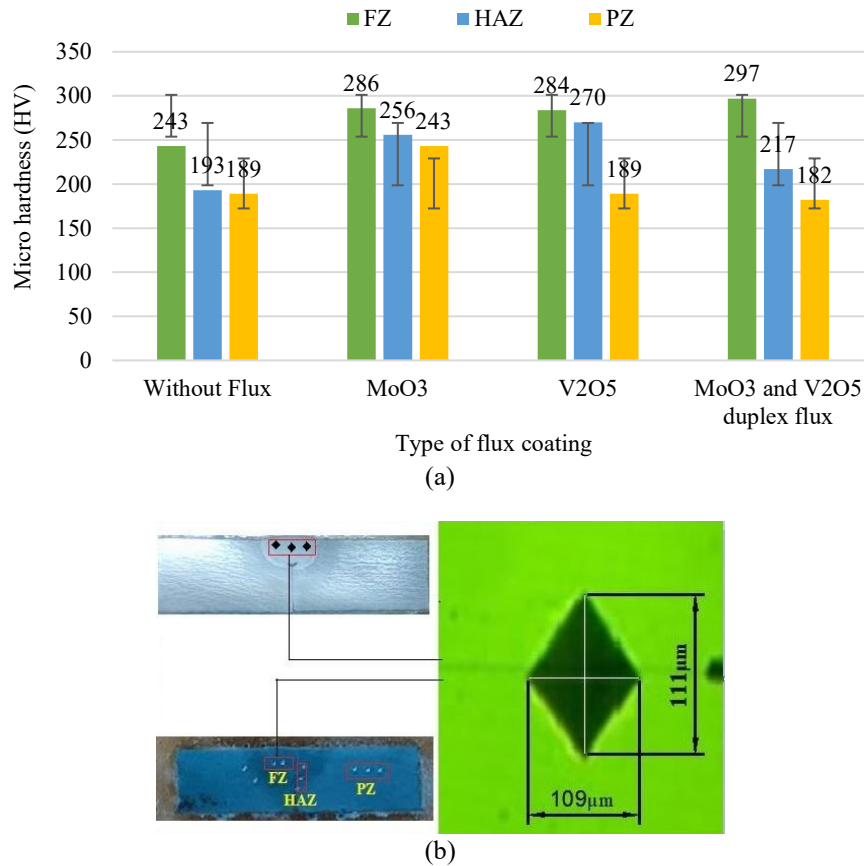 FZ HAZ PZ
350
300
250
200
150
100
50
0
Micro hardness (HV)
243 193 189
286 256 243
284 270 189
297 217 182
Without Flux MoO3 V2O5 MoO3 and V2O5
duplex flux
Type of flux coating
(a)
111µm
109µm
FZ
HAZ
PZ
(b)